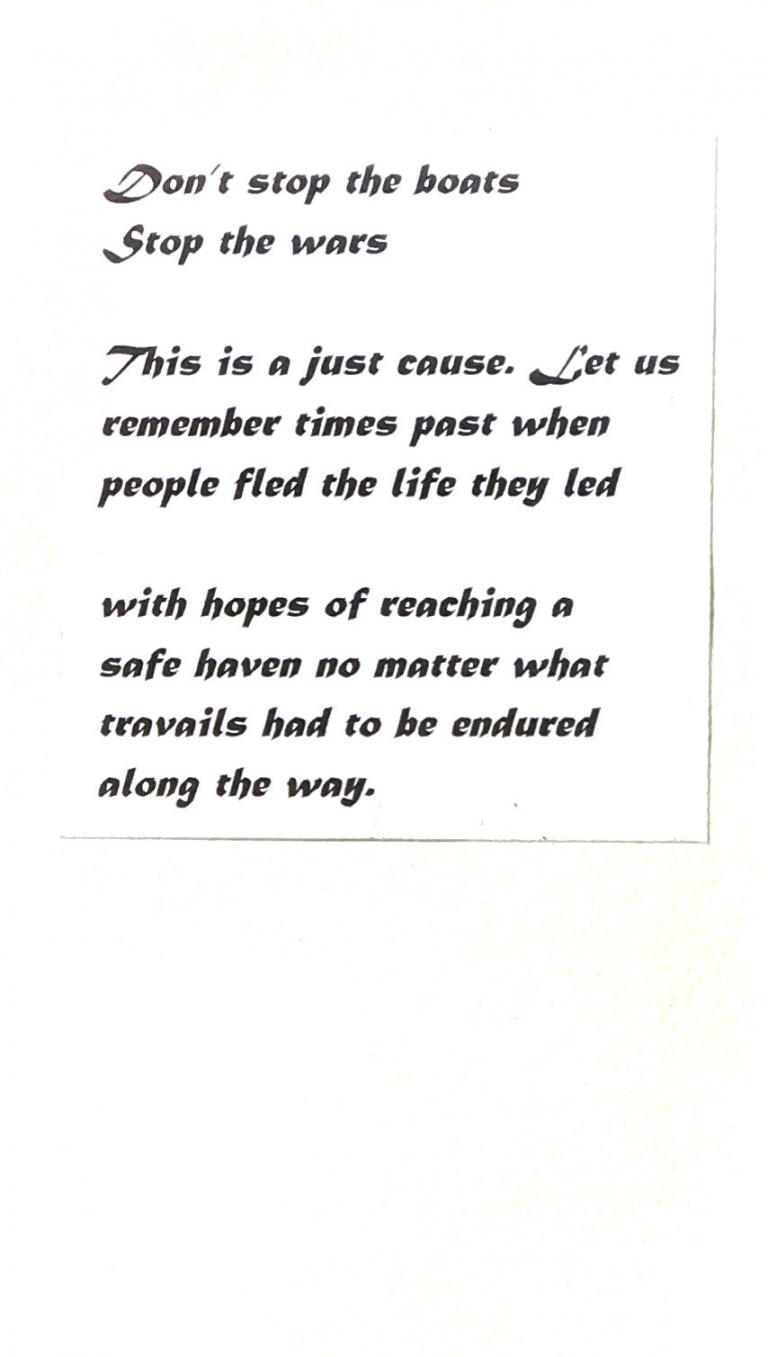 Don't stop the boats
Stop the wars
This is a just cause. Let us
remember times past when
people fled the life they led
with hopes of reaching a
safe haven no matter what
travails had to be endured
along the way.